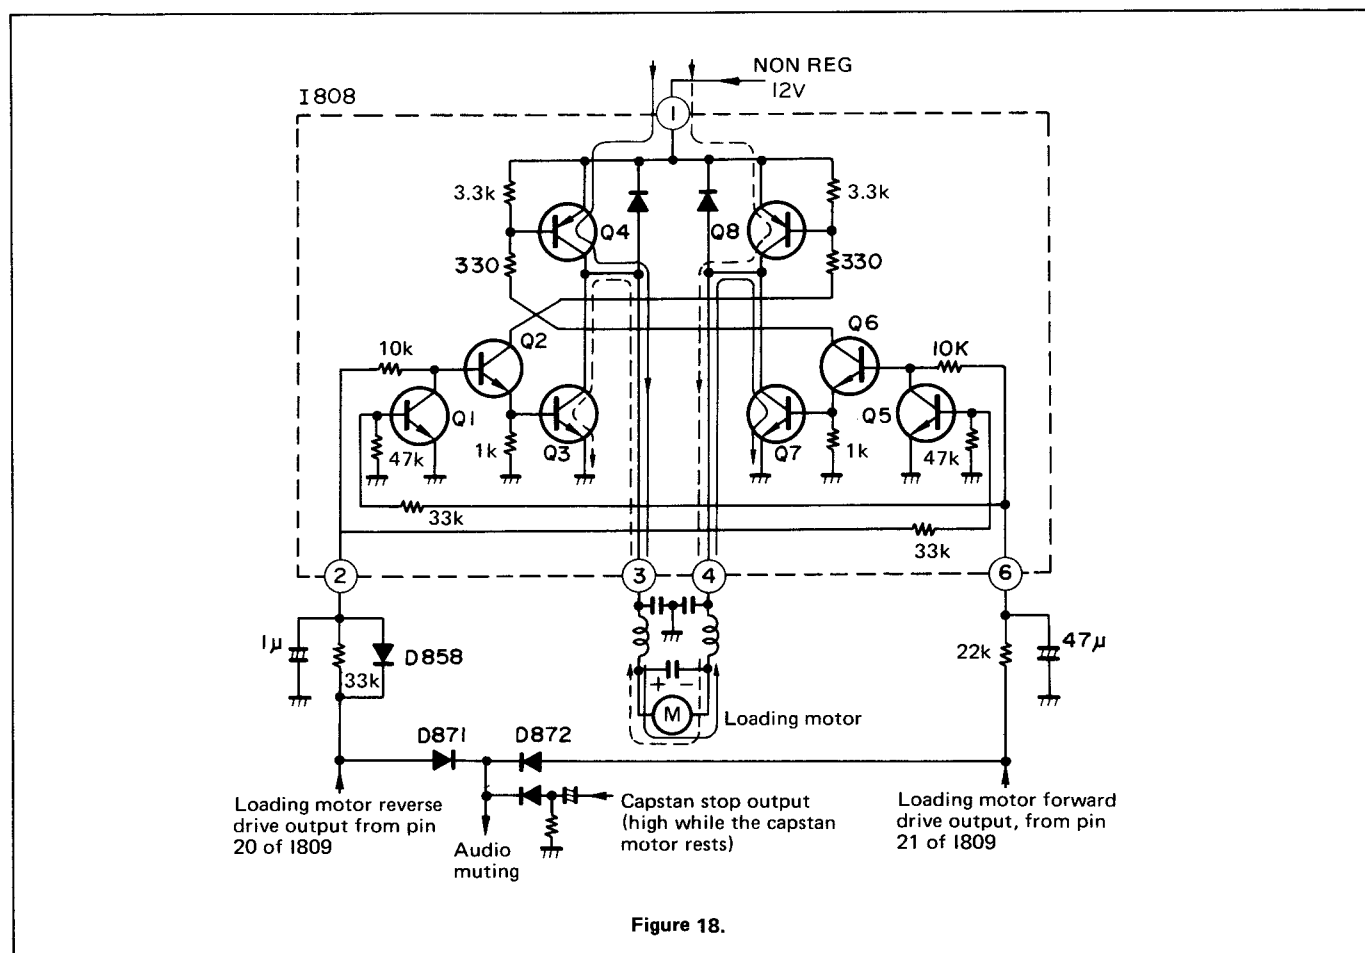 NON REG
12V
I808
1
3.3k
3.3k
Q4
Q8
330
330
Q2
Q6
10k
10K
Q1
Q5
1k
Q3
Q7
1k
47k
47k
33k
33k
2
3
4
6
1μ
D858
33k
22k
47μ
+ −
M
Loading motor
D871
D872
Loading motor reverse
drive output from pin
20 of I809
Audio
muting
Capstan stop output
(high while the capstan
motor rests)
Loading motor forward
drive output, from pin
21 of I809
Figure 18.